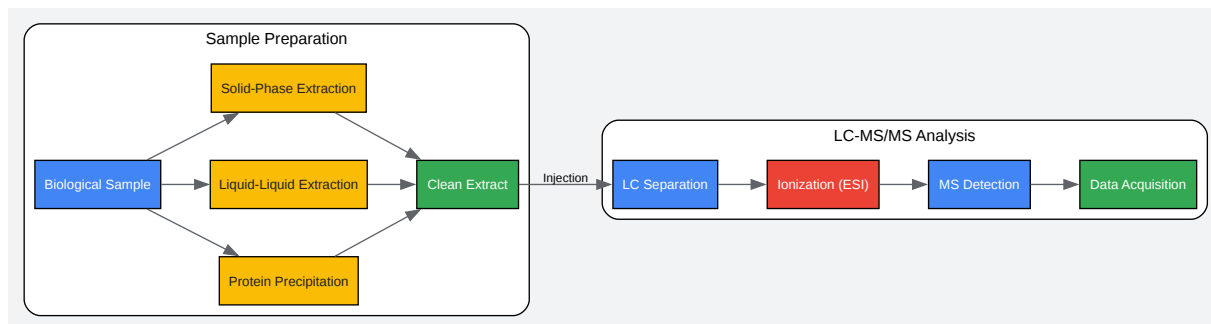 Sample Preparation
Solid-Phase Extraction
Biological Sample
Liquid-Liquid Extraction
Clean Extract
Protein Precipitation
Injection
LC-MS/MS Analysis
LC Separation
Ionization (ESI)
MS Detection
Data Acquisition